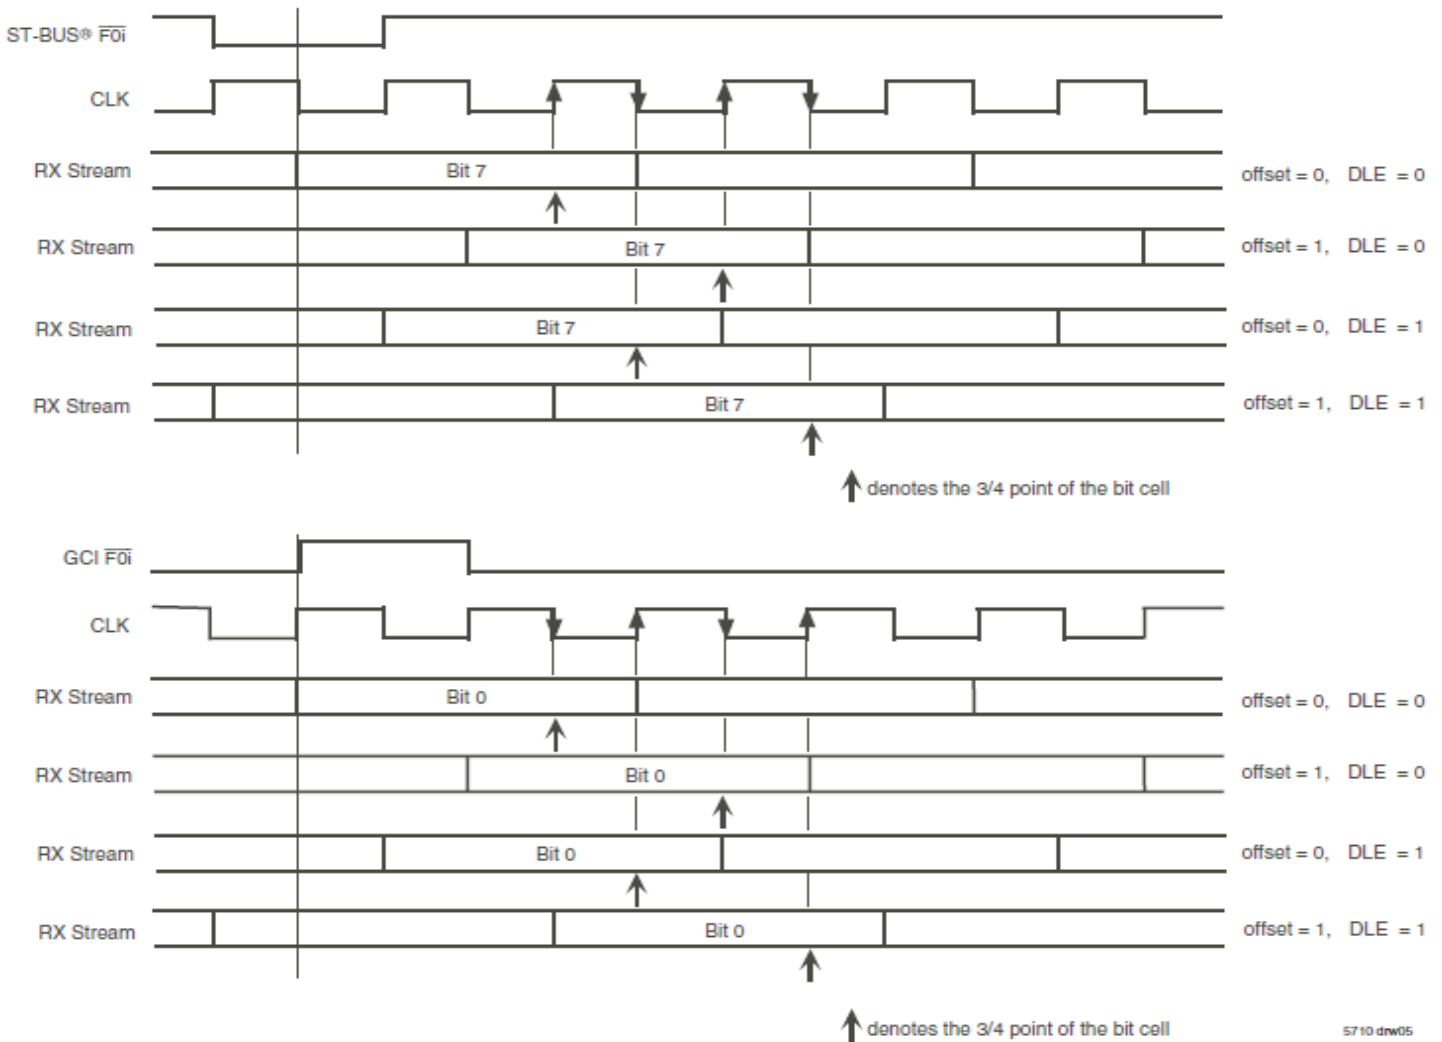 ST-BUS® F0i
CLK
RX Stream Bit 7 offset = 0, DLE = 0
RX Stream Bit 7 offset = 1, DLE = 0
RX Stream Bit 7 offset = 0, DLE = 1
RX Stream Bit 7 offset = 1, DLE = 1
denotes the 3/4 point of the bit cell
GCI F0i
CLK
RX Stream Bit 0 offset = 0, DLE = 0
RX Stream Bit 0 offset = 1, DLE = 0
RX Stream Bit 0 offset = 0, DLE = 1
RX Stream Bit 0 offset = 1, DLE = 1
denotes the 3/4 point of the bit cell
5710 drw05